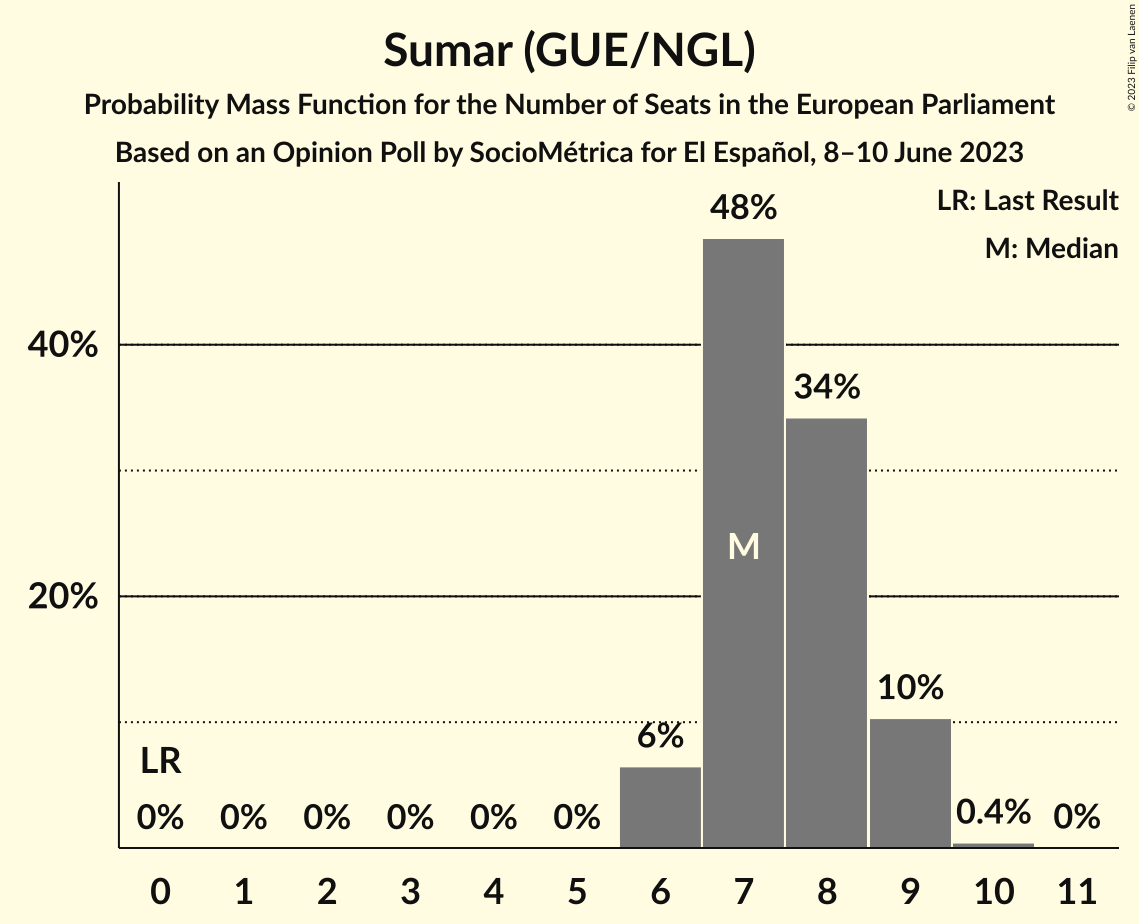 Sumar (GUE/NGL)
Probability Mass Function for the Number of Seats in the European Parliament
Based on an Opinion Poll by SocioMétrica for El Español, 8–10 June 2023
© 2023 Filip van Laenen
LR: Last Result
M: Median
48%
40%
34%
M
20%
10%
6%
LR
0% 0% 0% 0% 0% 0% 0.4% 0%
0 1 2 3 4 5 6 7 8 9 10 11